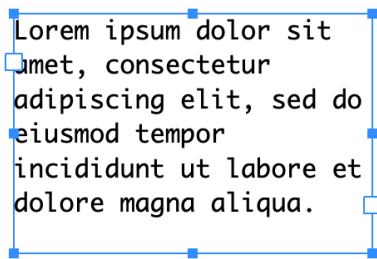 Lorem ipsum dolor sit
amet, consectetur
adipiscing elit, sed do
eiusmod tempor
incididunt ut labore et
dolore magna aliqua.